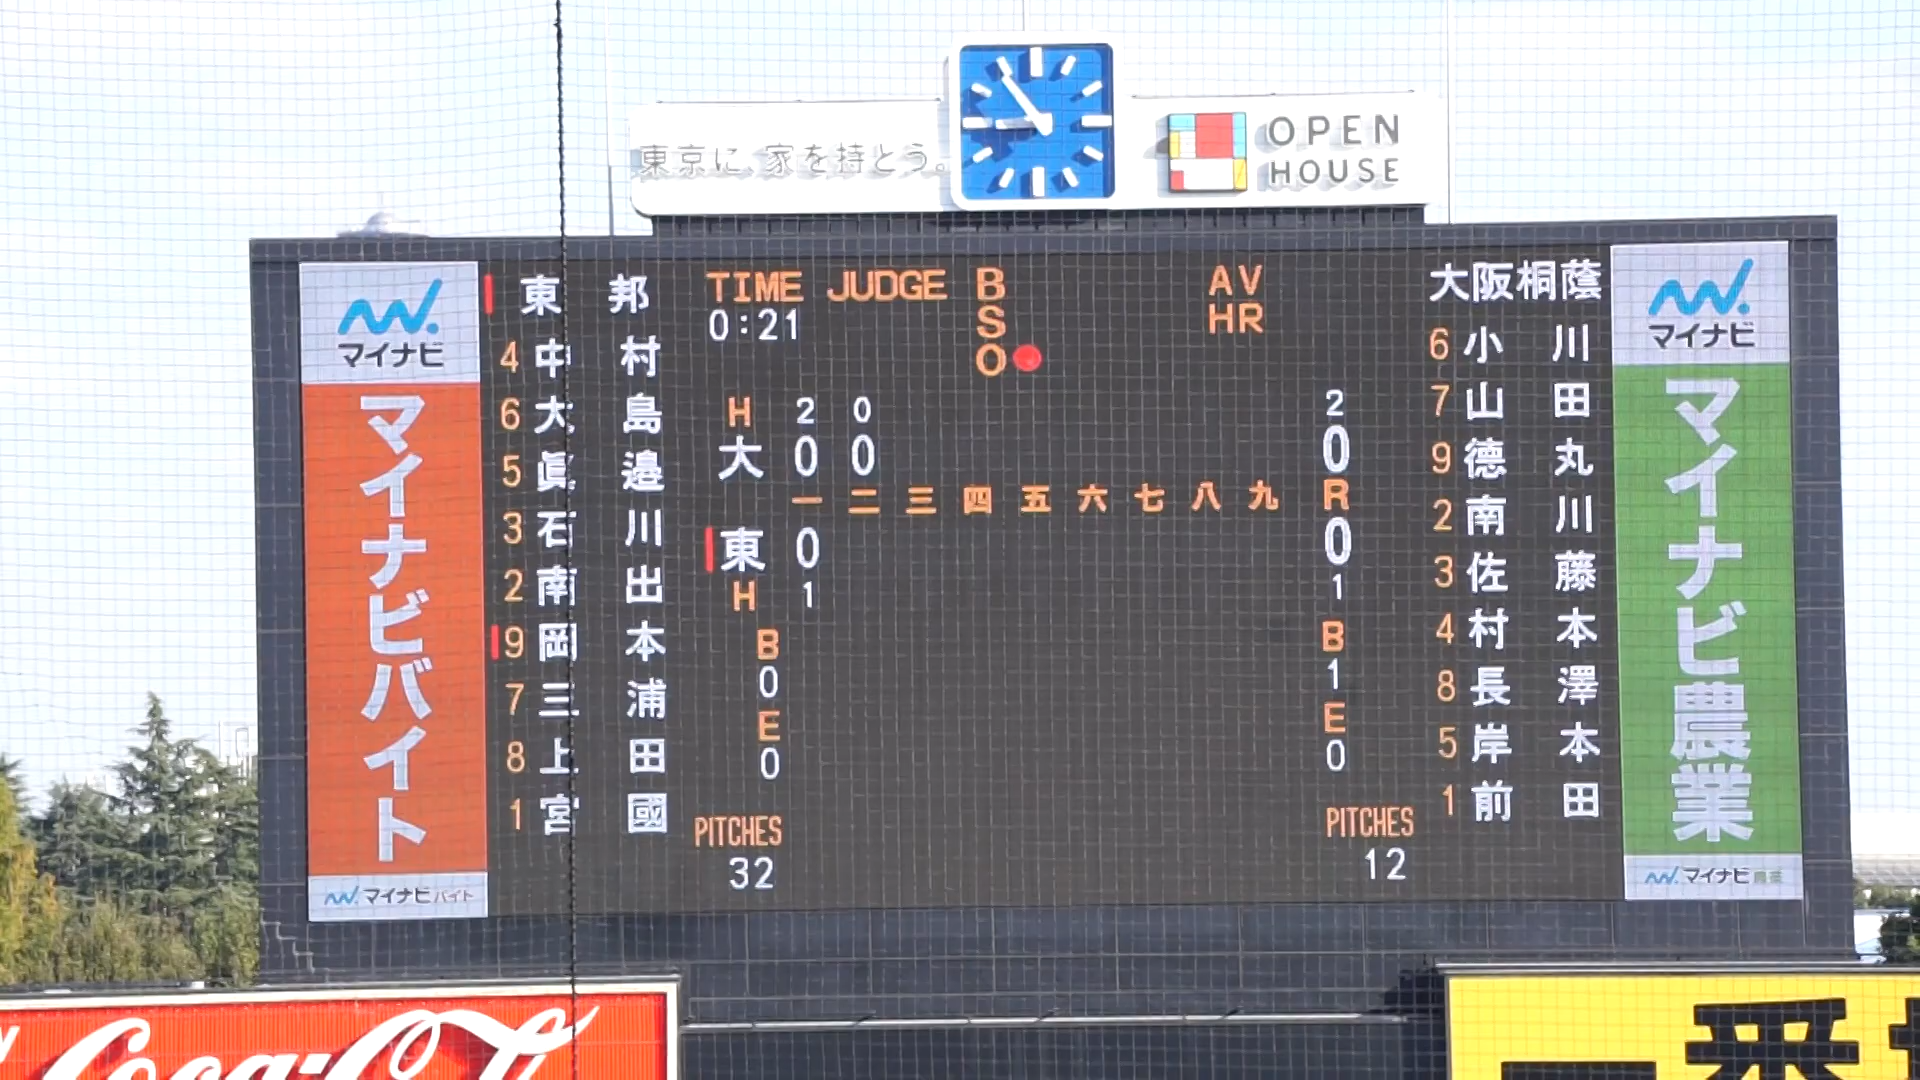 東京に、家を持とう。
OPEN
HOUSE
マイナビ
マイナビバイト
マイナビバイト
東邦
4 中村
6 大島
5 眞邉
3 石川
2 南出
9 岡本
7 三浦
8 上田
1 宮國
TIME JUDGE B
0:21 S
O
AV
HR
H 2 0 2
大 0 0 0
一 二 三 四 五 六 七 八 九 R
東 0 0
H 1 1
B B
0 1
E E
0 0
PITCHES PITCHES
32 12
大阪桐蔭
6 小川
7 山田
9 德丸
2 南川
3 佐藤
4 村本
8 長澤
5 岸本
1 前田
マイナビ
マイナビ農業
マイナビ農業
Coca-Co
一番